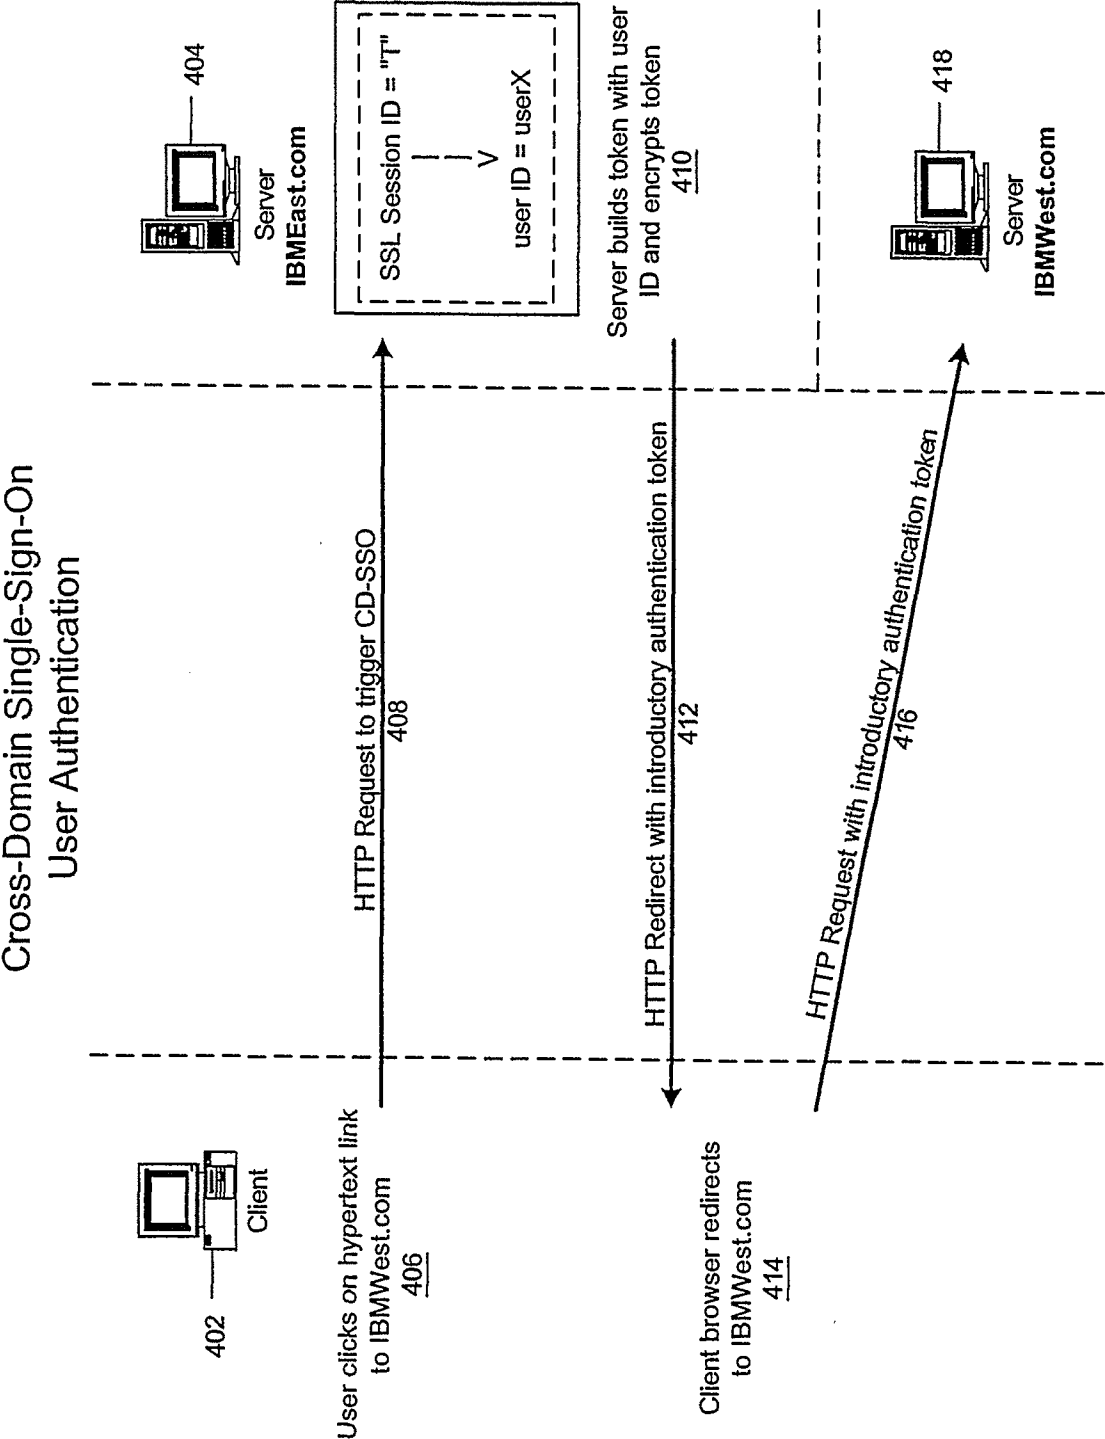 Cross-Domain Single-Sign-On
User Authentication
402
Client
404
Server
IBMEast.com
User clicks on hypertext link
to IBMWest.com
406
HTTP Request to trigger CD-SSO
408
SSL Session ID = "T"
V
user ID = userX
Server builds token with user
ID and encrypts token
410
HTTP Redirect with introductory authentication token
412
Client browser redirects
to IBMWest.com
414
HTTP Request with introductory authentication token
416
418
Server
IBMWest.com